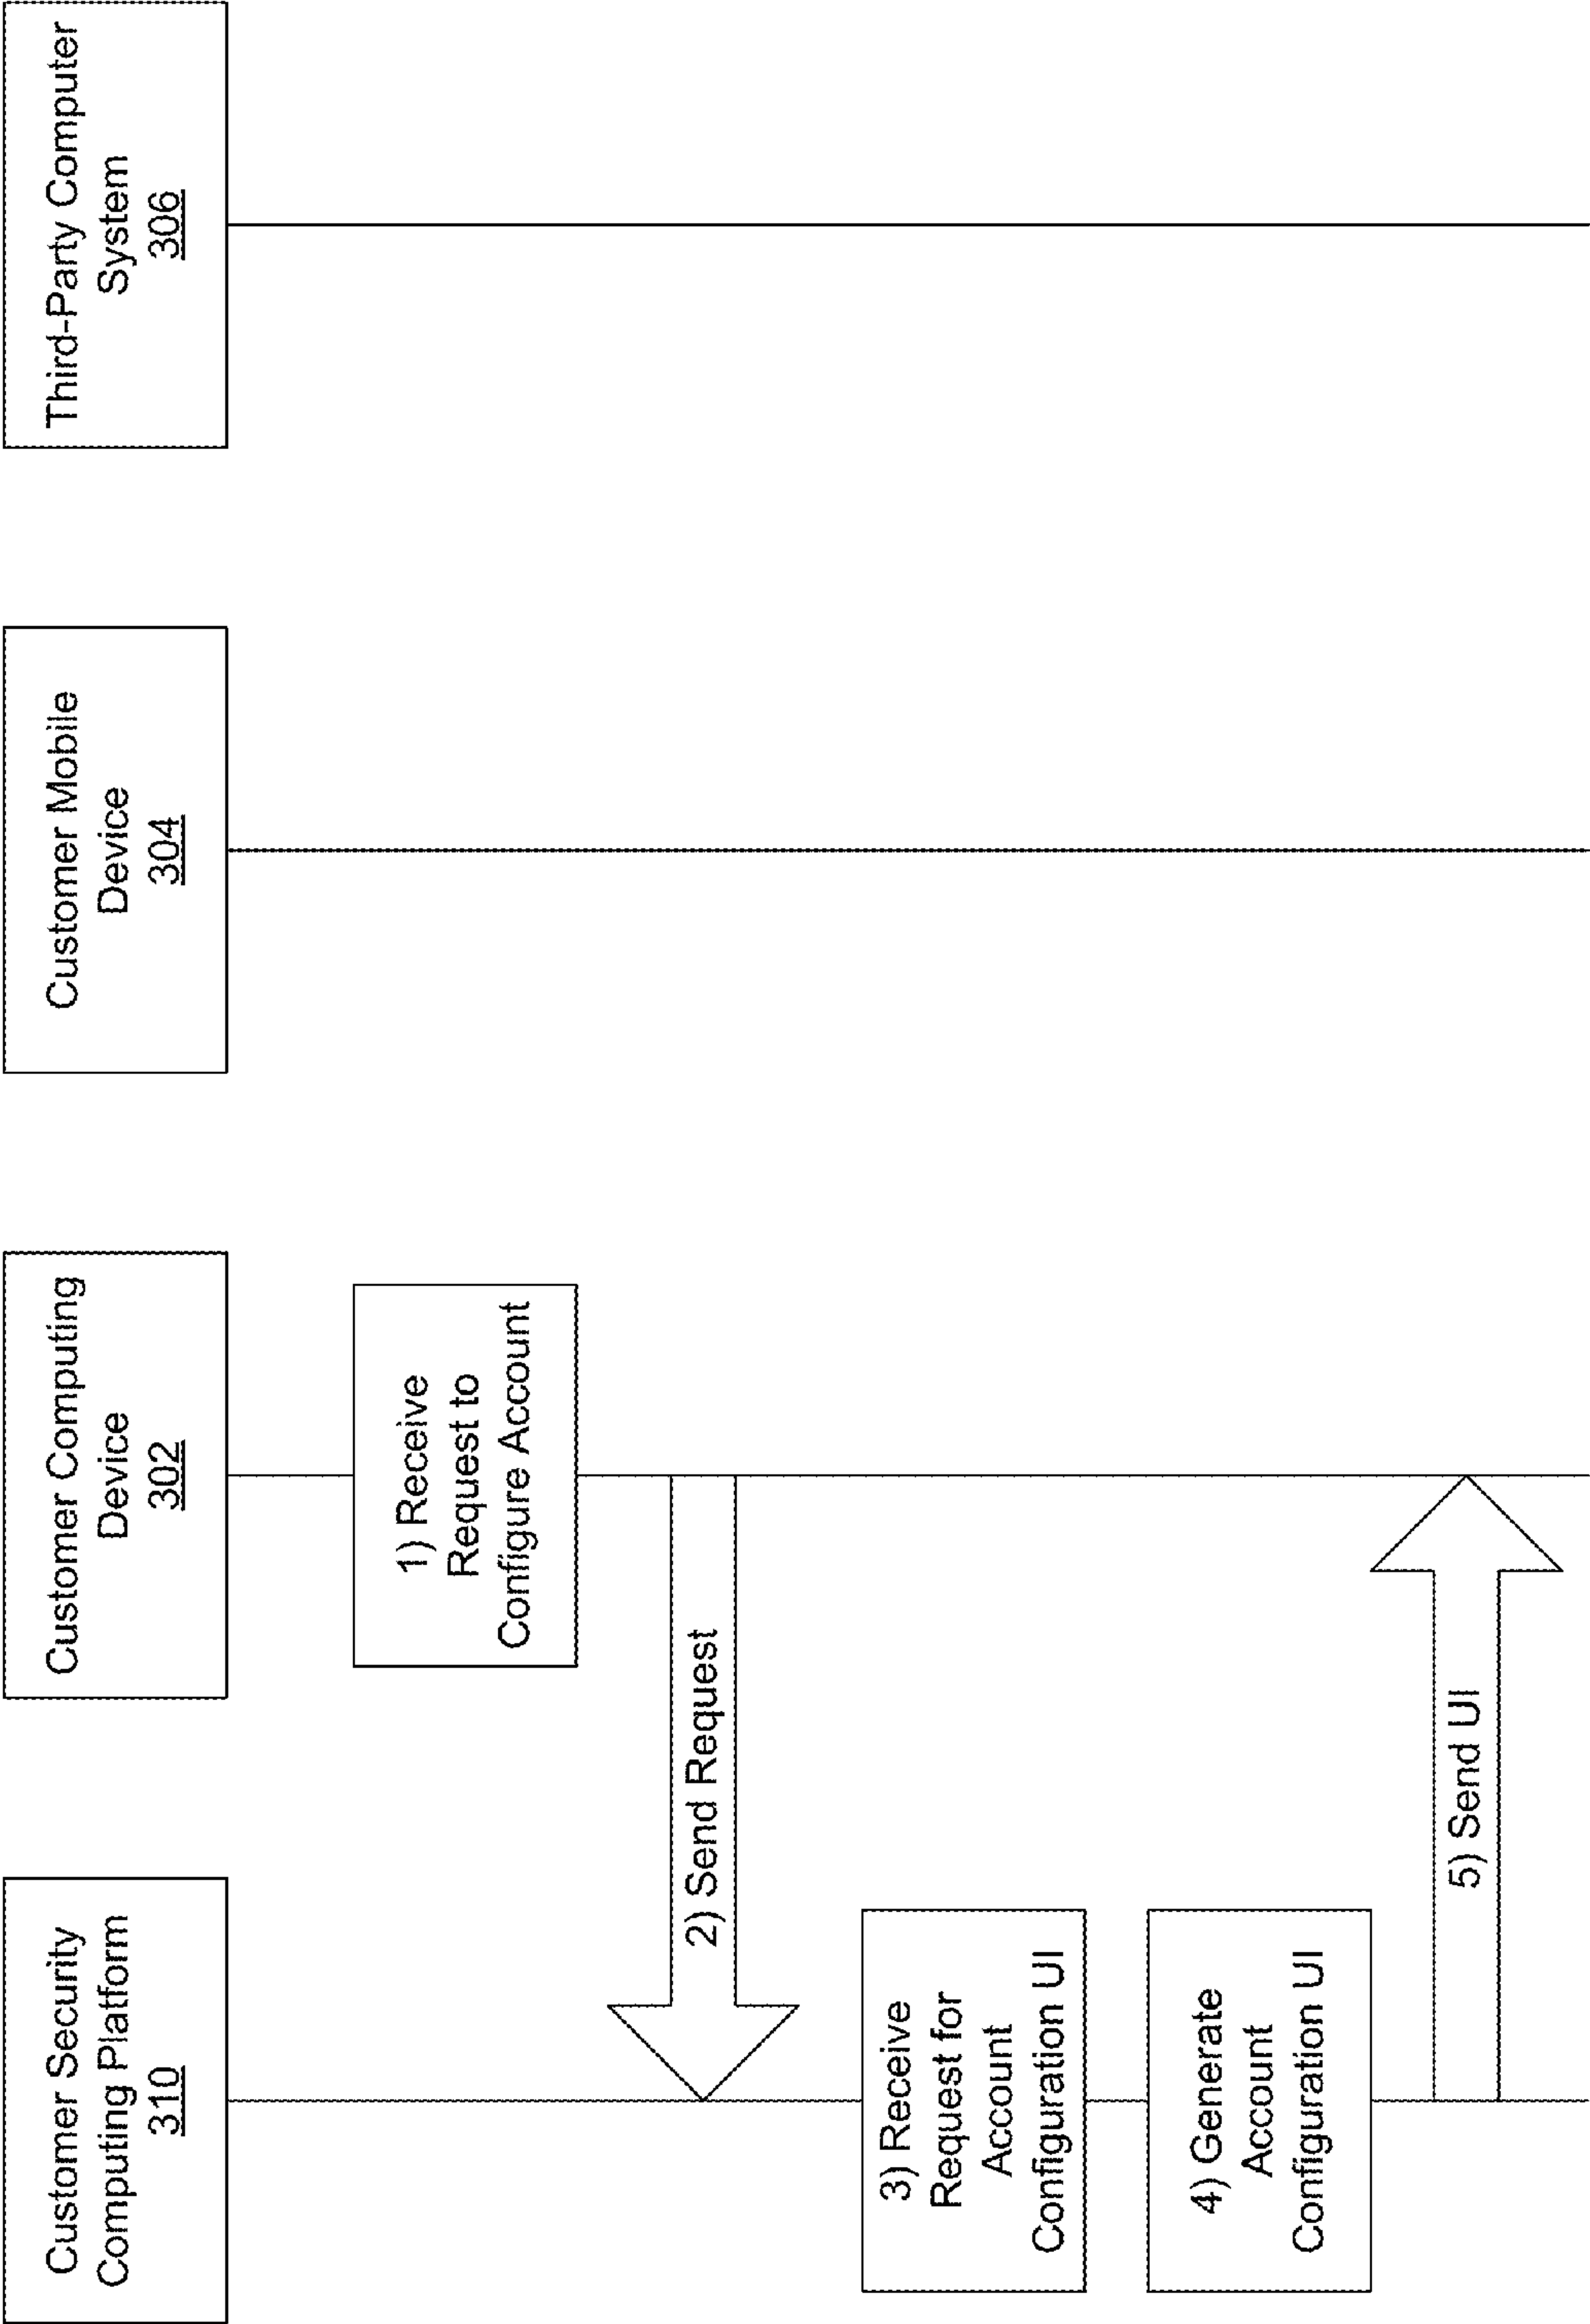 Customer Security
Computing Platform
310
Customer Computing
Device
302
Customer Mobile
Device
304
Third-Party Computer
System
306
1) Receive
Request to
Configure Account
2) Send Request
3) Receive
Request for
Account
Configuration UI
4) Generate
Account
Configuration UI
5) Send UI